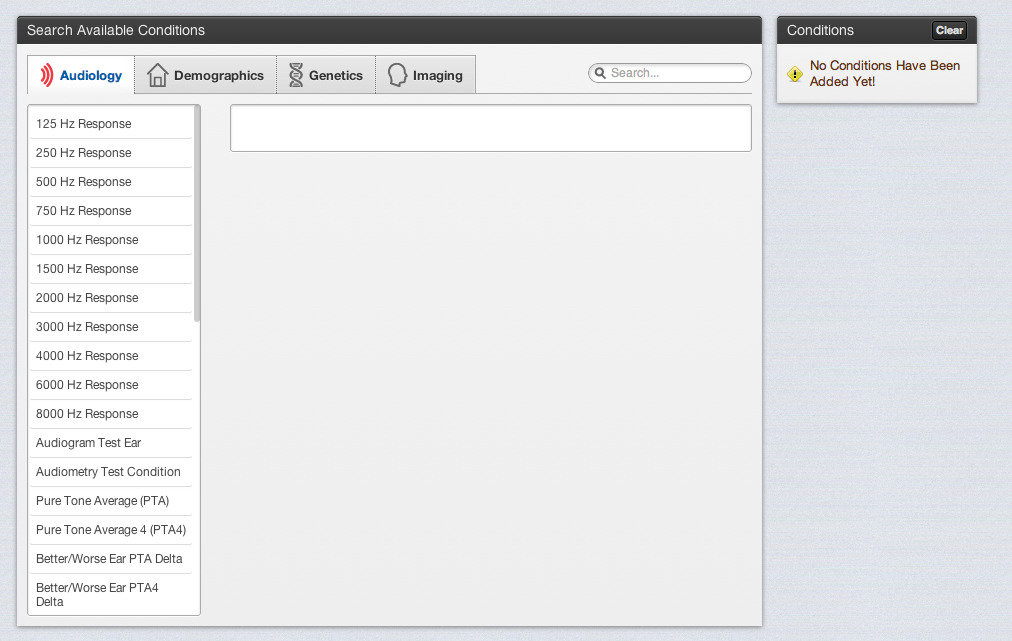 Search Available Conditions
Audiology
Demographics
Genetics
Imaging
Search...
125 Hz Response
250 Hz Response
500 Hz Response
750 Hz Response
1000 Hz Response
1500 Hz Response
2000 Hz Response
3000 Hz Response
4000 Hz Response
6000 Hz Response
8000 Hz Response
Audiogram Test Ear
Audiometry Test Condition
Pure Tone Average (PTA)
Pure Tone Average 4 (PTA4)
Better/Worse Ear PTA Delta
Better/Worse Ear PTA4
Delta
Conditions
Clear
No Conditions Have Been
Added Yet!